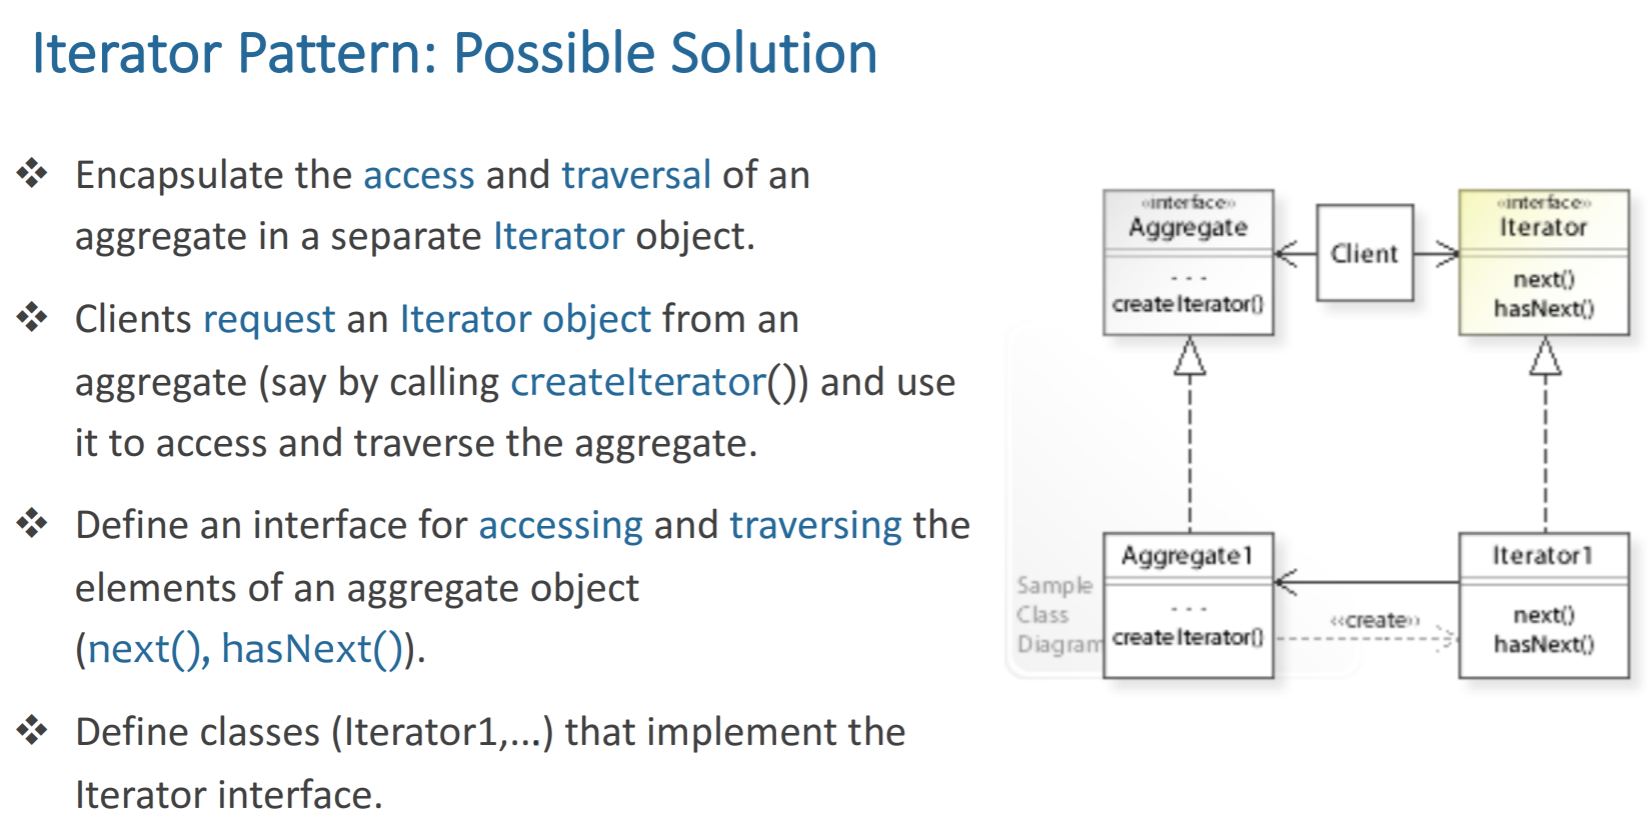 Iterator Pattern: Possible Solution
❖ Encapsulate the access and traversal of an
aggregate in a separate Iterator object.
❖ Clients request an Iterator object from an
aggregate (say by calling createIterator()) and use
it to access and traverse the aggregate.
❖ Define an interface for accessing and traversing the
elements of an aggregate object
(next(), hasNext()).
❖ Define classes (Iterator1,...) that implement the
Iterator interface.
«interface»
Aggregate
- - -
createIterator()
Client
«interface»
Iterator
next()
hasNext()
Aggregate1
- - -
createIterator()
Sample
Class
Diagram
«create»
Iterator1
next()
hasNext()